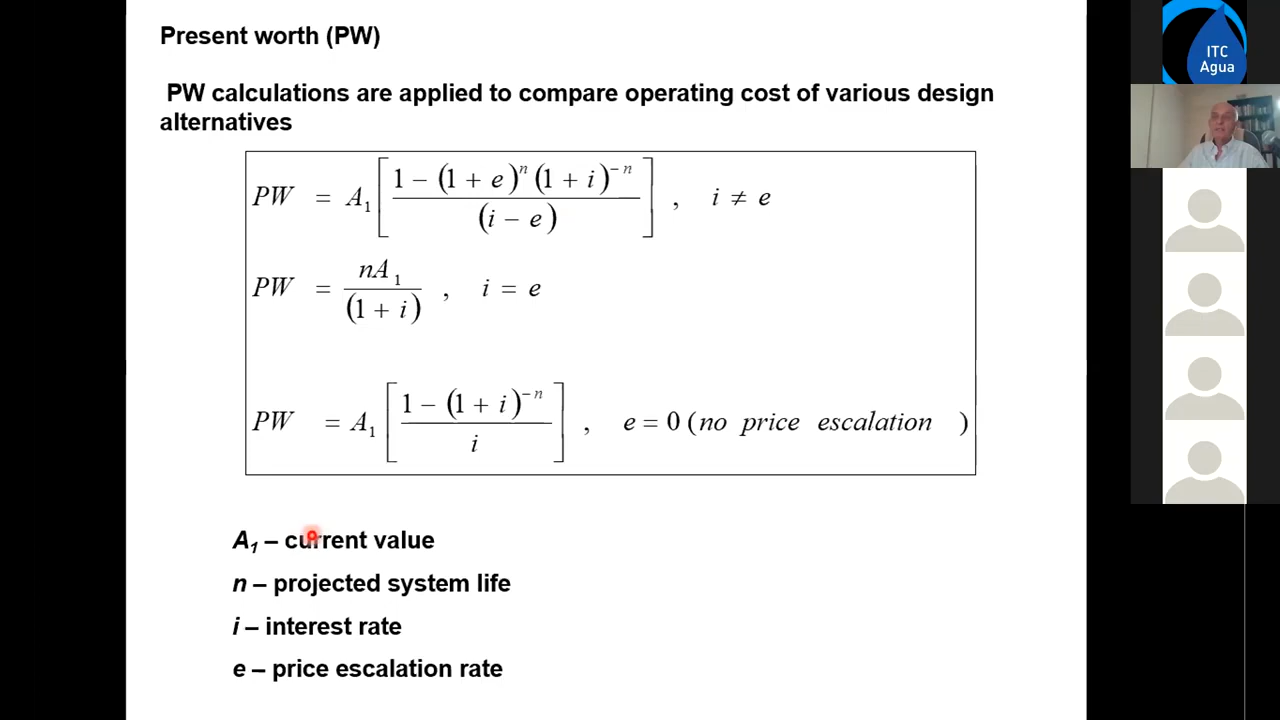 Present worth (PW)
PW calculations are applied to compare operating cost of various design
alternatives
PW = A₁ [ 1 − (1 + e)ⁿ (1 + i)⁻ⁿ / (i − e) ] , i ≠ e
PW = nA₁ / (1 + i) , i = e
PW = A₁ [ 1 − (1 + i)⁻ⁿ / i ] , e = 0 (no price escalation )
A₁ – current value
n – projected system life
i – interest rate
e – price escalation rate
ITC
Agua